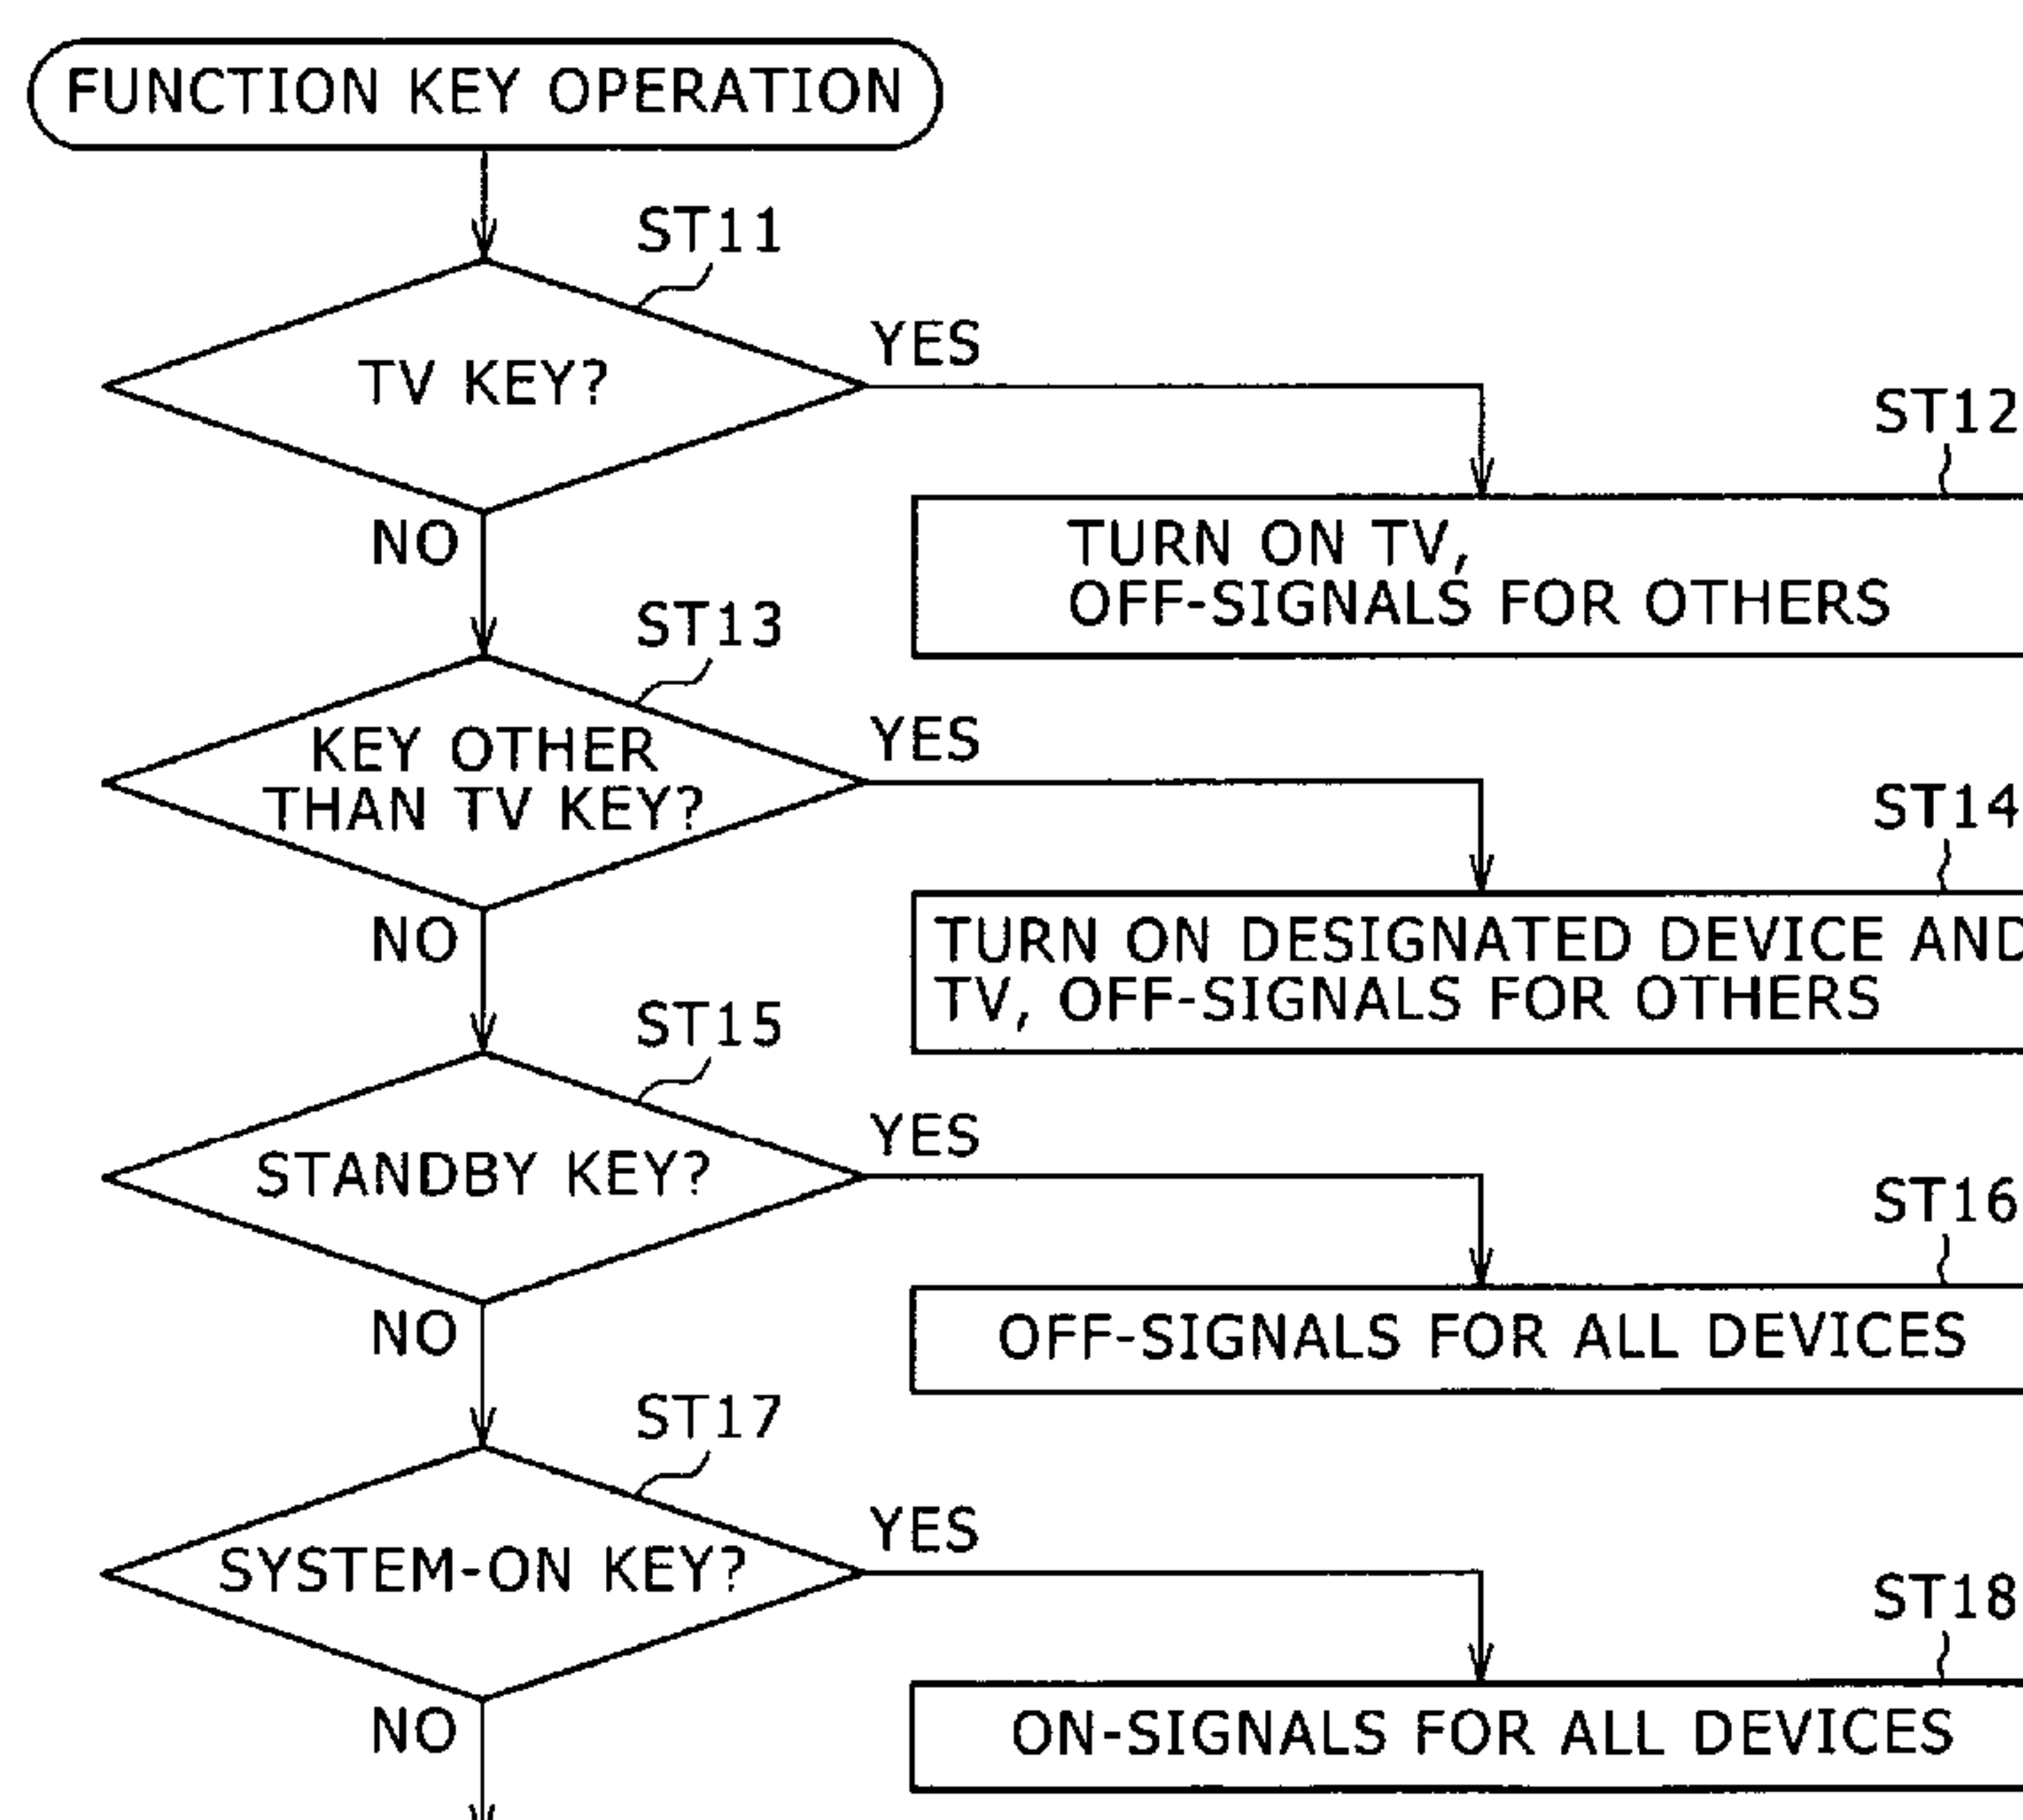 FUNCTION KEY OPERATION
ST11
TV KEY?
YES
NO
ST12
TURN ON TV,
OFF-SIGNALS FOR OTHERS
ST13
KEY OTHER
THAN TV KEY?
YES
NO
ST14
TURN ON DESIGNATED DEVICE AND
TV, OFF-SIGNALS FOR OTHERS
ST15
STANDBY KEY?
YES
NO
ST16
OFF-SIGNALS FOR ALL DEVICES
ST17
SYSTEM-ON KEY?
YES
NO
ST18
ON-SIGNALS FOR ALL DEVICES